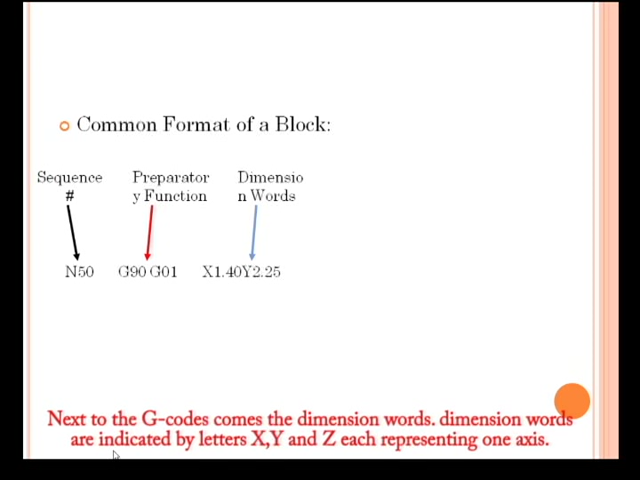 Common Format of a Block:
Sequence Preparator Dimensio
# y Function n Words
N50 G90 G01 X1.40Y2.25
Next to the G-codes comes the dimension words. dimension words
are indicated by letters X,Y and Z each representing one axis.